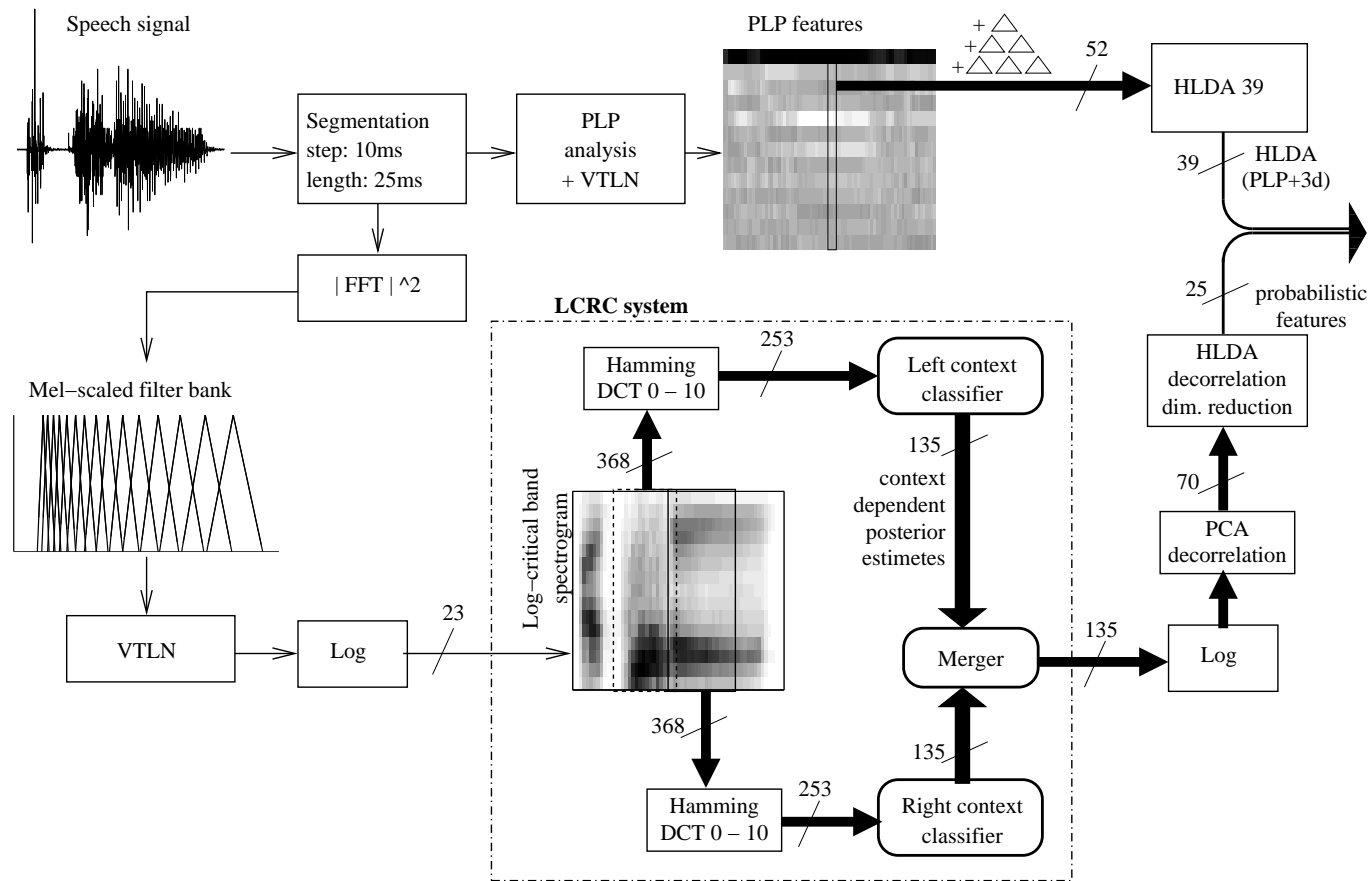 Speech signal
PLP features
+
+
+
52
HLDA 39
Segmentation
step: 10ms
length: 25ms
PLP
analysis
+ VTLN
39
HLDA
(PLP+3d)
| FFT | ^2
25
probabilistic
features
LCRC system
Mel−scaled filter bank
Hamming
DCT 0 − 10
253
Left context
classifier
HLDA
decorrelation
dim. reduction
368
135
context
dependent
posterior
estimetes
70
PCA
decorrelation
Log−critical band
spectrogram
VTLN
Log
23
Merger
135
Log
368
135
Hamming
DCT 0 − 10
253
Right context
classifier